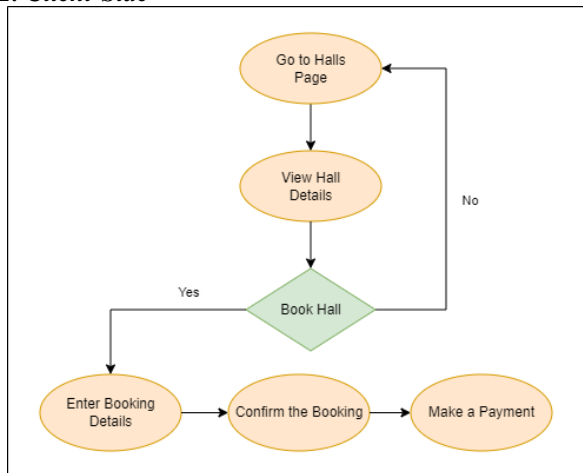 Go to Halls
Page
View Hall
Details
No
Yes
Book Hall
Enter Booking
Details
Confirm the Booking
Make a Payment